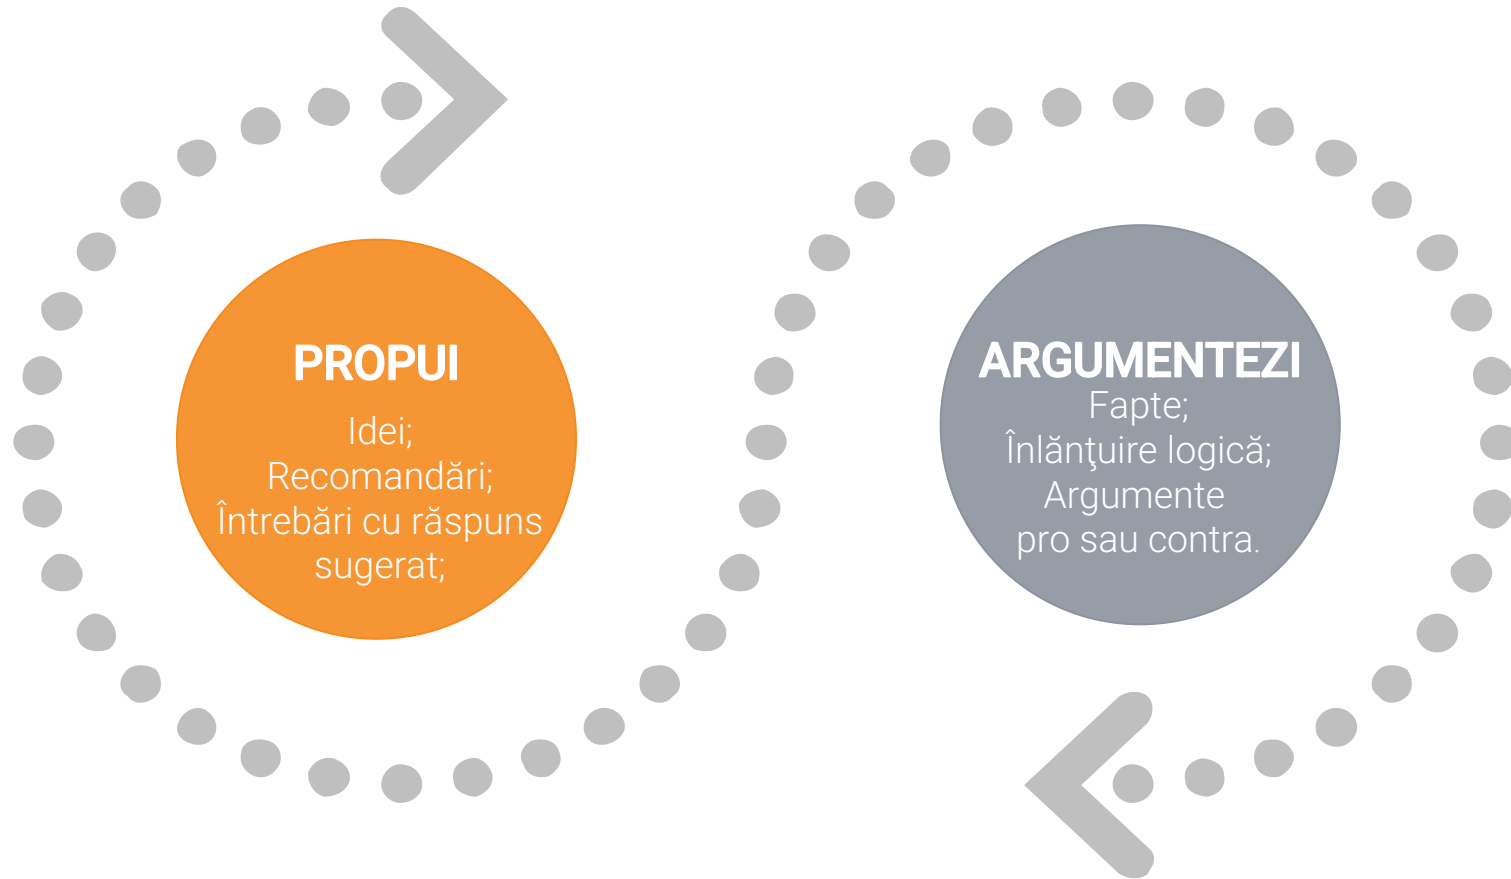 PROPUI
Idei;
Recomandări;
Întrebări cu răspuns
sugerat;
ARGUMENTEZI
Fapte;
Înlănţuire logică;
Argumente
pro sau contra.